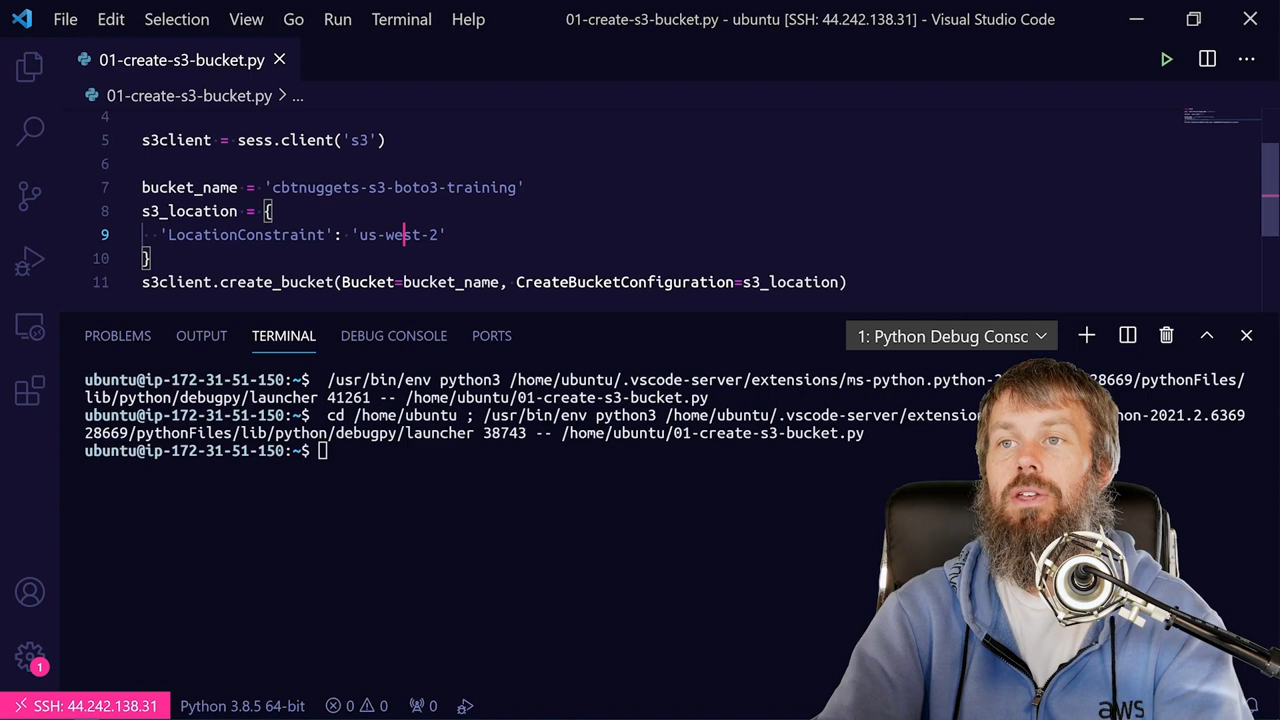 File Edit Selection View Go Run Terminal Help 01-create-s3-bucket.py - ubuntu [SSH: 44.242.138.31] - Visual Studio Code
01-create-s3-bucket.py
01-create-s3-bucket.py > ...
4
5 s3client = sess.client('s3')
6
7 bucket_name = 'cbtnuggets-s3-boto3-training'
8 s3_location = {
9 'LocationConstraint': 'us-west-2'
10 }
11 s3client.create_bucket(Bucket=bucket_name, CreateBucketConfiguration=s3_location)
PROBLEMS OUTPUT TERMINAL DEBUG CONSOLE PORTS 1: Python Debug Consc
ubuntu@ip-172-31-51-150:~$ /usr/bin/env python3 /home/ubuntu/.vscode-server/extensions/ms-python.python-2 28669/pythonFiles/
lib/python/debugpy/launcher 41261 -- /home/ubuntu/01-create-s3-bucket.py
ubuntu@ip-172-31-51-150:~$ cd /home/ubuntu ; /usr/bin/env python3 /home/ubuntu/.vscode-server/extension hon-2021.2.6369
28669/pythonFiles/lib/python/debugpy/launcher 38743 -- /home/ubuntu/01-create-s3-bucket.py
ubuntu@ip-172-31-51-150:~$
aws
1
SSH: 44.242.138.31 Python 3.8.5 64-bit 0 0 0